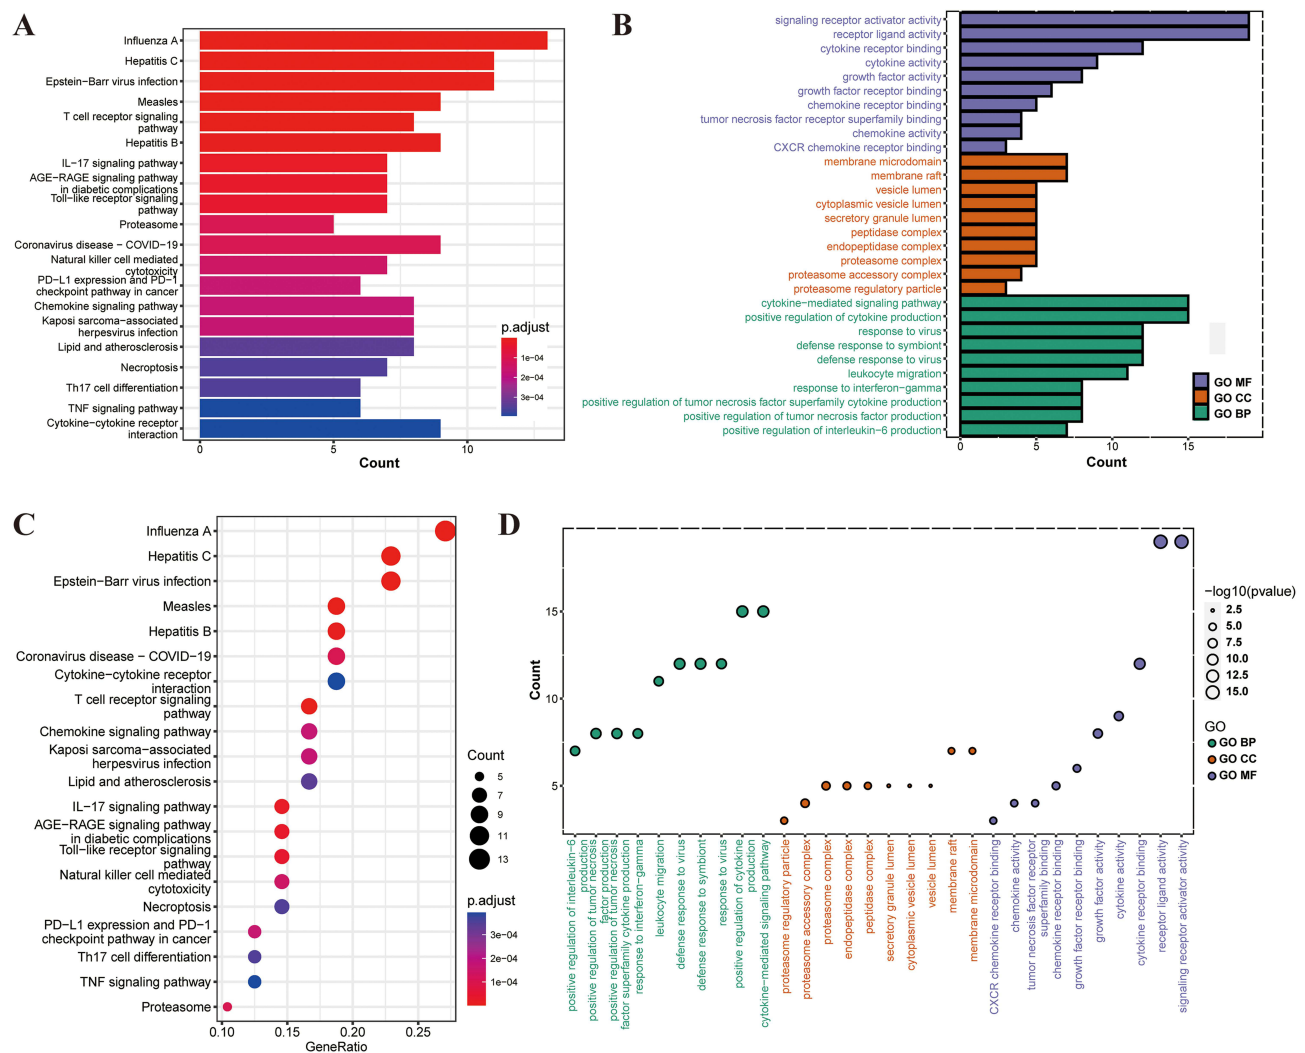 A
Influenza A
Hepatitis C
Epstein−Barr virus infection
Measles
T cell receptor signaling
pathway
Hepatitis B
IL−17 signaling pathway
AGE−RAGE signaling pathway
in diabetic complications
Toll−like receptor signaling
pathway
Proteasome
Coronavirus disease − COVID−19
Natural killer cell mediated
cytotoxicity
PD−L1 expression and PD−1
checkpoint pathway in cancer
Chemokine signaling pathway
Kaposi sarcoma−associated
herpesvirus infection
Lipid and atherosclerosis
Necroptosis
Th17 cell differentiation
TNF signaling pathway
Cytokine−cytokine receptor
interaction
p.adjust
1e−04
2e−04
3e−04
0 5 10
Count
B
signaling receptor activator activity
receptor ligand activity
cytokine receptor binding
cytokine activity
growth factor activity
growth factor receptor binding
chemokine receptor binding
tumor necrosis factor receptor superfamily binding
chemokine activity
CXCR chemokine receptor binding
membrane microdomain
membrane raft
vesicle lumen
cytoplasmic vesicle lumen
secretory granule lumen
peptidase complex
endopeptidase complex
proteasome complex
proteasome accessory complex
proteasome regulatory particle
cytokine−mediated signaling pathway
positive regulation of cytokine production
response to virus
defense response to symbiont
defense response to virus
leukocyte migration
response to interferon−gamma
positive regulation of tumor necrosis factor superfamily cytokine production
positive regulation of tumor necrosis factor production
positive regulation of interleukin−6 production
GO MF
GO CC
GO BP
0 5 10 15
Count
C
Influenza A
Hepatitis C
Epstein−Barr virus infection
Measles
Hepatitis B
Coronavirus disease − COVID−19
Cytokine−cytokine receptor
interaction
T cell receptor signaling
pathway
Chemokine signaling pathway
Kaposi sarcoma−associated
herpesvirus infection
Lipid and atherosclerosis
IL−17 signaling pathway
AGE−RAGE signaling pathway
in diabetic complications
Toll−like receptor signaling
pathway
Natural killer cell mediated
cytotoxicity
Necroptosis
PD−L1 expression and PD−1
checkpoint pathway in cancer
Th17 cell differentiation
TNF signaling pathway
Proteasome
0.10 0.15 0.20 0.25
GeneRatio
Count
5
7
9
11
13
p.adjust
3e−04
2e−04
1e−04
D
Count
15
10
5
positive regulation of interleukin−6
production
positive regulation of tumor necrosis
factor production
positive regulation of tumor necrosis
factor superfamily cytokine production
response to interferon−gamma
leukocyte migration
defense response to virus
defense response to symbiont
response to virus
positive regulation of cytokine
production
cytokine−mediated signaling pathway
proteasome regulatory particle
proteasome accessory complex
proteasome complex
endopeptidase complex
peptidase complex
secretory granule lumen
cytoplasmic vesicle lumen
vesicle lumen
membrane raft
membrane microdomain
CXCR chemokine receptor binding
chemokine activity
tumor necrosis factor receptor
superfamily binding
chemokine receptor binding
growth factor receptor binding
growth factor activity
cytokine activity
cytokine receptor binding
receptor ligand activity
signaling receptor activator activity
−log10(pvalue)
2.5
5.0
7.5
10.0
12.5
15.0
GO
GO BP
GO CC
GO MF